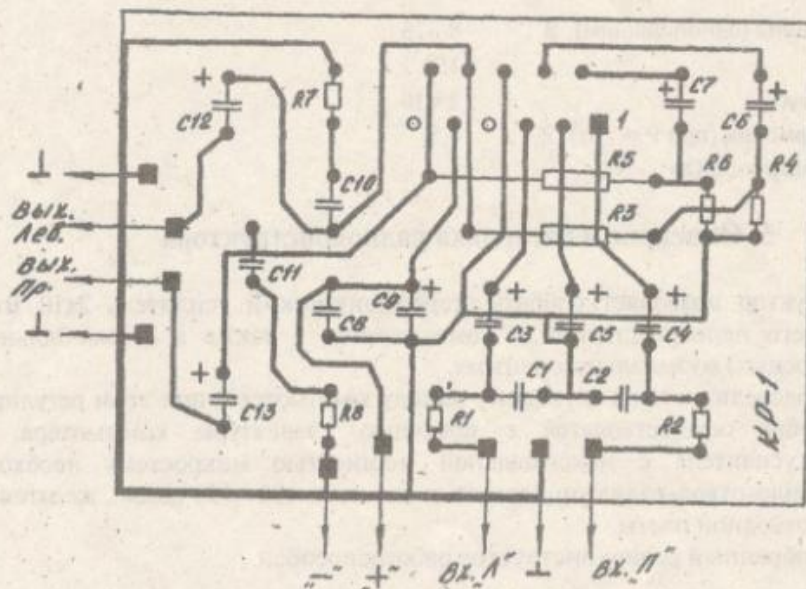 + R7
C12
+ C7
+ C6
1
R5 R6 R4
C10
⊥
Вых.
Лев.
R3
Вых.
Пр.
C11
⊥
C8 C9 +
+ C3
+ C5
+ C4
+
C13
R8
R1
C1 C2
R2
К.Р.-1
"–" "+" Вх."Л" ⊥ Вх."П"